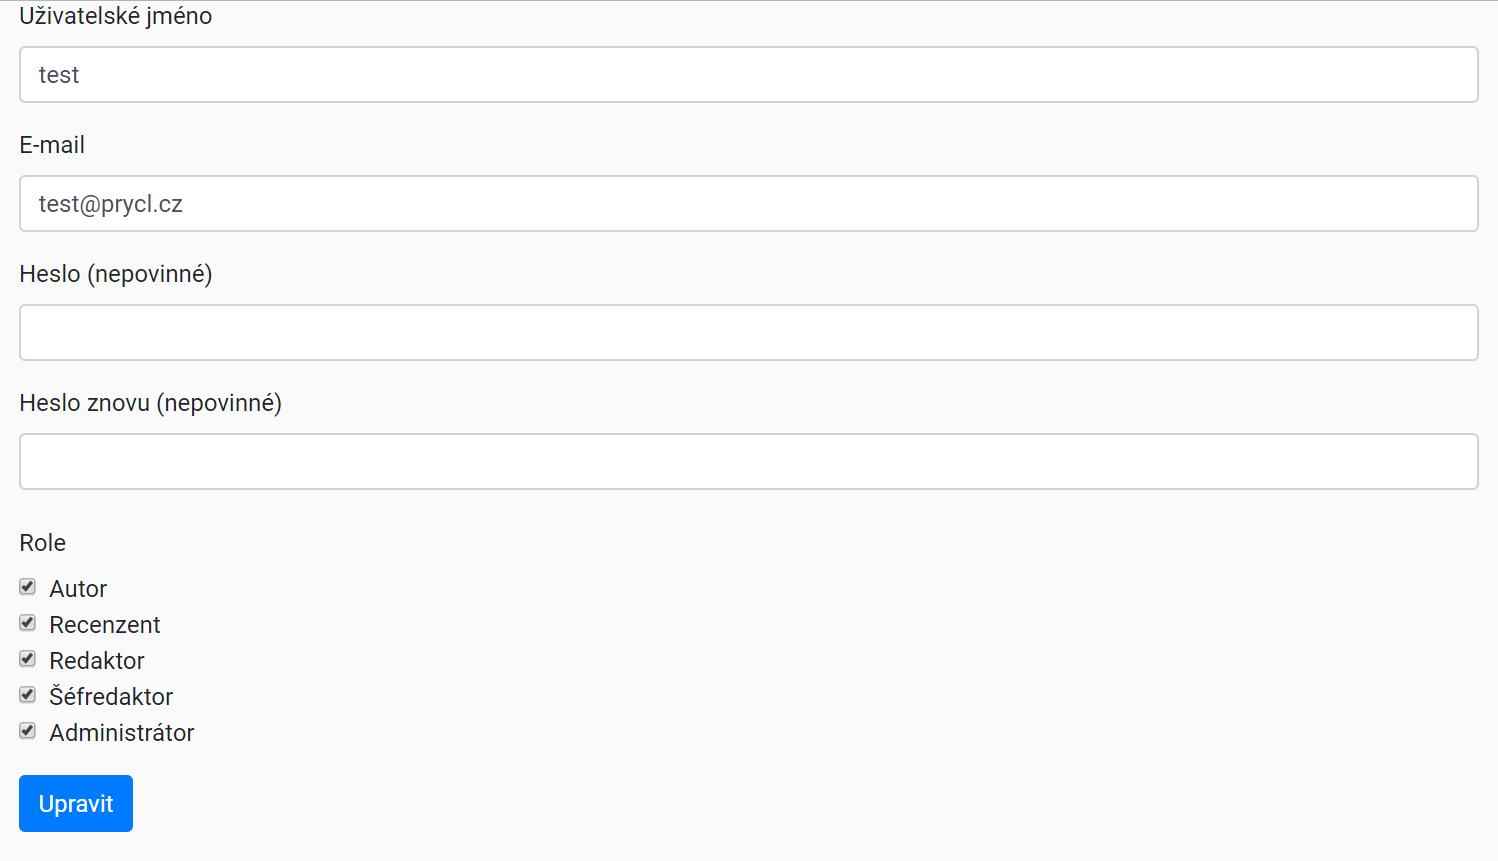 Uživatelské jméno
test
E-mail
test@prycl.cz
Heslo (nepovinné)
Heslo znovu (nepovinné)
Role
Autor
Recenzent
Redaktor
Šéfredaktor
Administrátor
Upravit